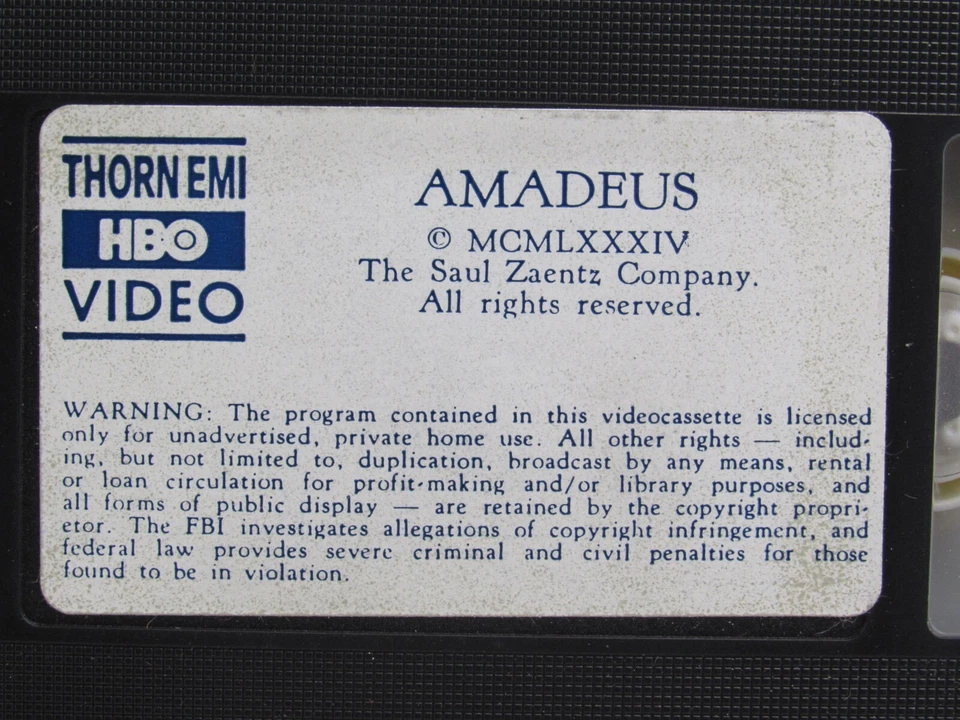 THORN EMI
HBO
VIDEO
AMADEUS
© MCMLXXXIV
The Saul Zaentz Company.
All rights reserved.
WARNING: The program contained in this videocassette is licensed
only for unadvertised, private home use. All other rights — includ-
ing, but not limited to, duplication, broadcast by any means, rental
or loan circulation for profit-making and/or library purposes, and
all forms of public display — are retained by the copyright propri-
etor. The FBI investigates allegations of copyright infringement, and
federal law provides severe criminal and civil penalties for those
found to be in violation.